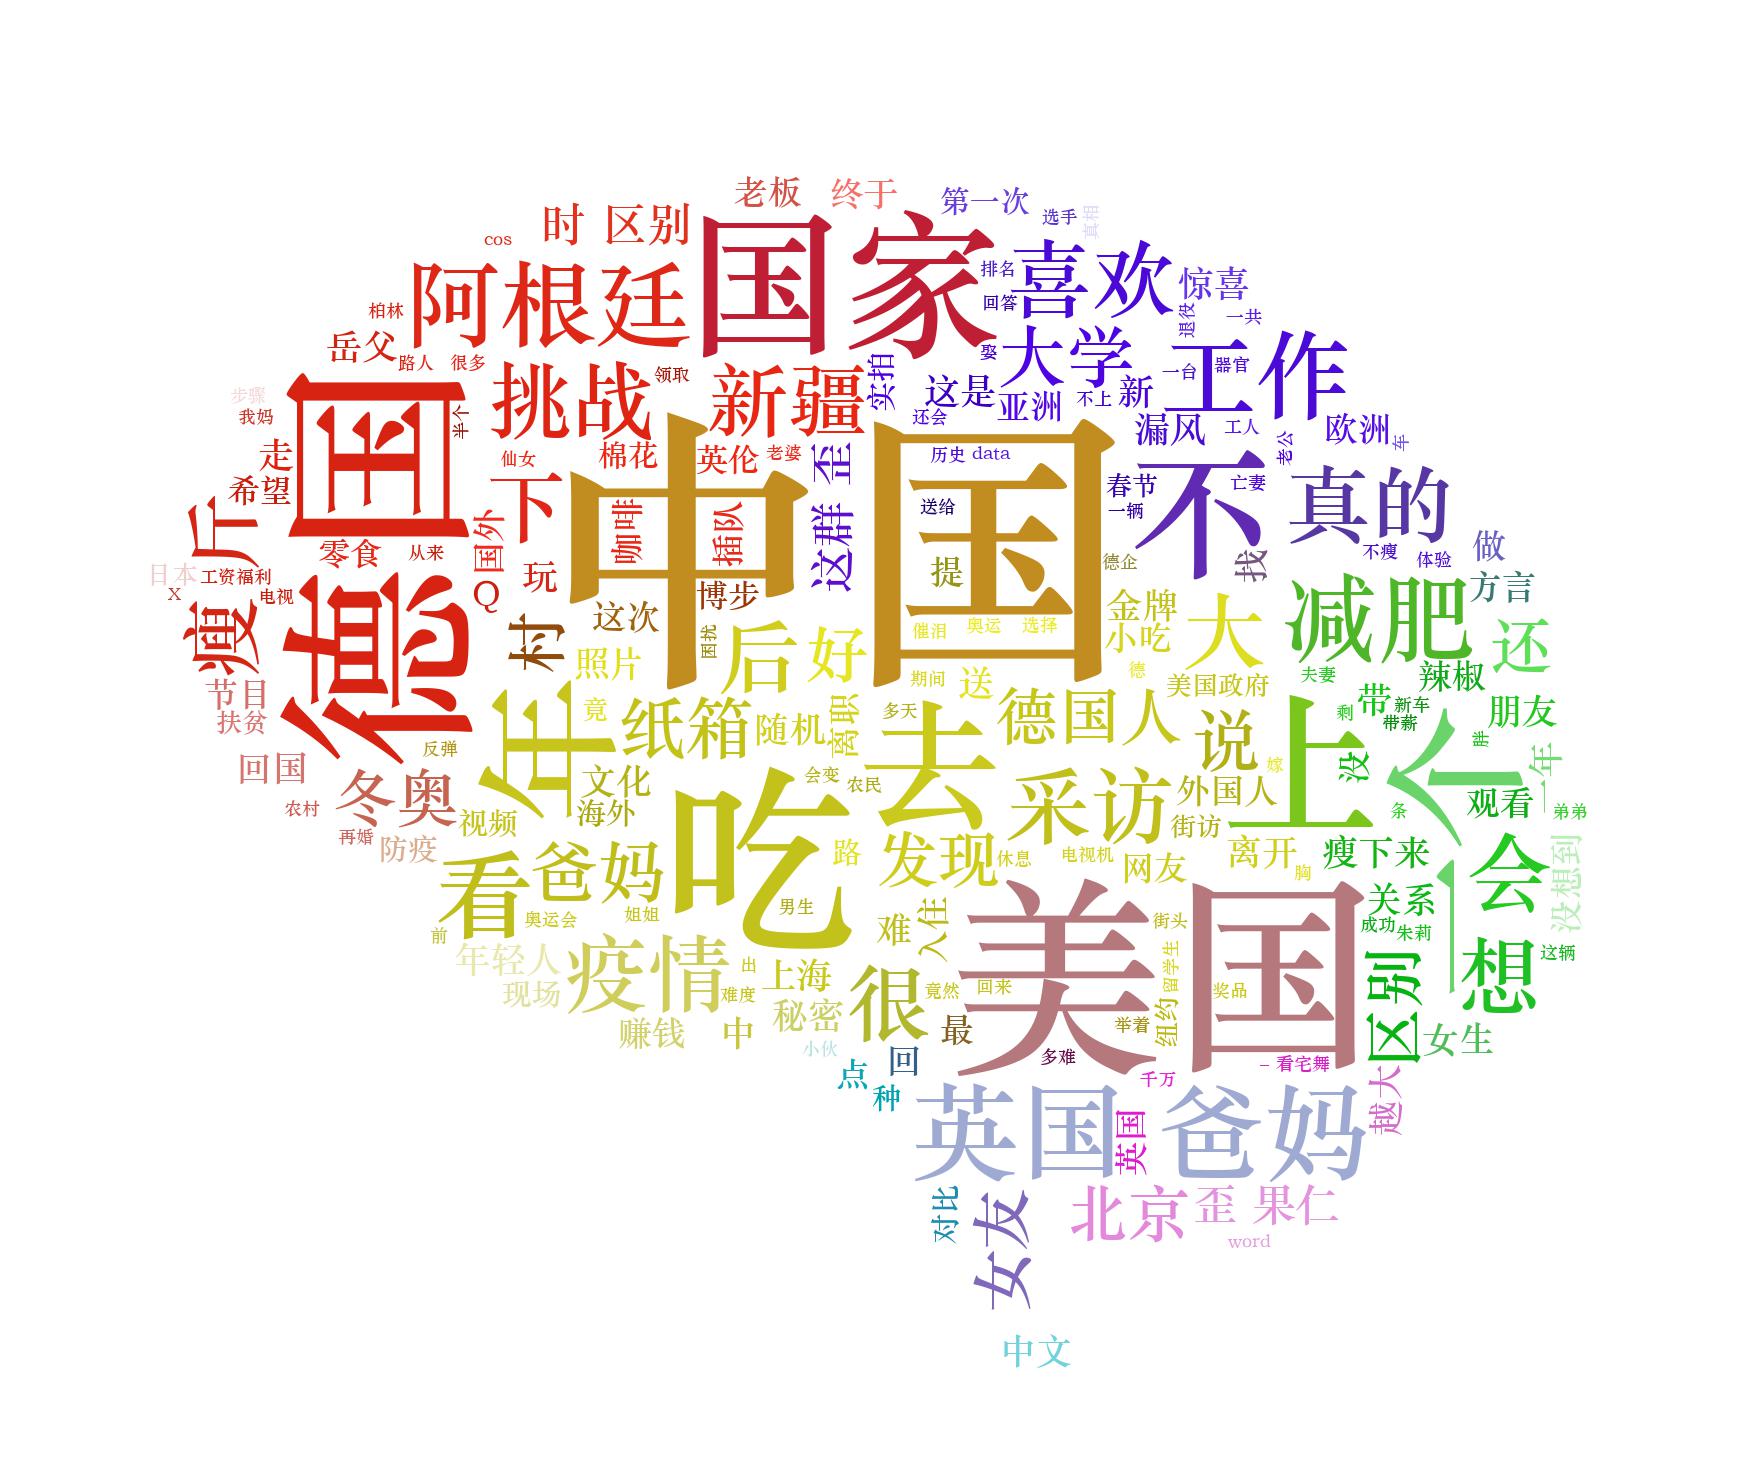 老板
终于
第一次
选手
真相
cos
时
区别
国家
喜欢
惊喜
阿根廷
排名
回答
退役
一共
柏林
岳父
路人
很多
挑战
领取
新疆
实拍
娶
大学
工作
一台
器官
步骤
我妈
半个
这是
亚洲
不上
新
还会
漏风
工人
欧洲
车
老公
走
希望
仙女
棉花
英伦
老婆
歪
历史
data
德国
下
中国
不
真的
春节
一辆
亡妻
斤
国外
咖啡
插队
这群
送给
零食
从来
提
德企
找
不瘦
体验
做
日本
X
工资福利
电视
Q
玩
博步
方言
瘦
村
这次
困扰
后
好
催泪
奥运
选择
金牌
小吃
大
减肥
还
照片
期间
送
德
美国政府
夫妻
辣椒
节目
扶贫
年
竟
纸箱
随机
离职
多天
去
德国人
说
上
剩
带
新车
带薪
个
朋友
胖
回国
反弹
冬奥
文化
海外
会变
农民
采访
外国人
嫁
没
一年
农村
再婚
防疫
视频
吃
街访
条
观看
弟弟
看
爸妈
路
发现
休息
电视机
网友
离开
胸
瘦下来
会
没想到
前
奥运会
姐姐
男生
难
入住
美国
街头
关系
成功
朱莉
年轻人
现场
疫情
出
难度
上海
很
竟然
回来
留学生
奖品
区别
想
这辆
赚钱
中
秘密
小伙
最
举着
纽约
女生
点
种
回
多难
千万
一看宅舞
越大
英国爸妈
英国
对比
女友
北京
歪果仁
word
中文